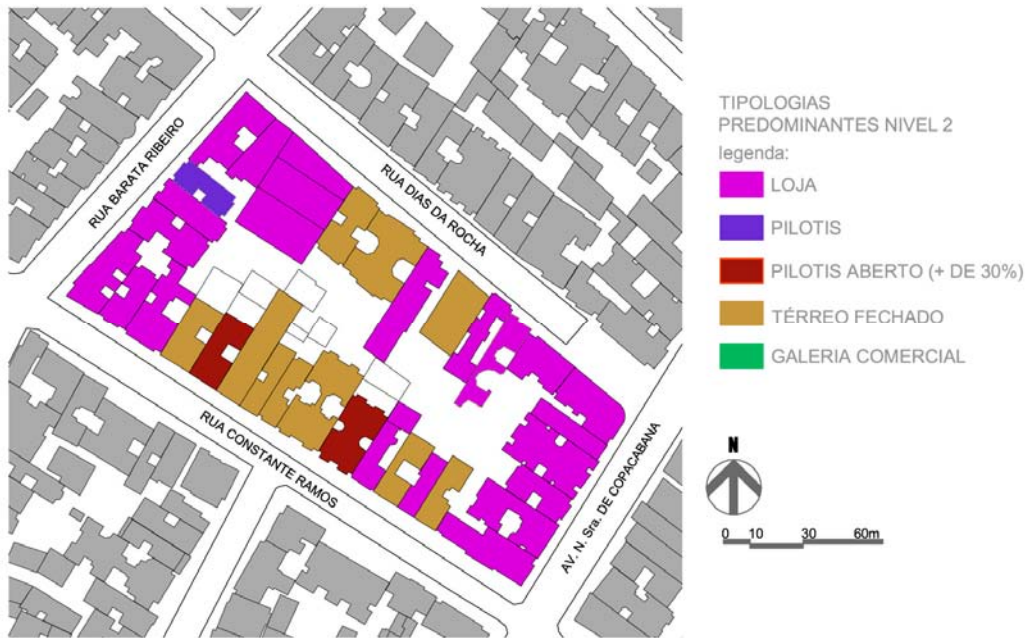 RUA BARATA RIBEIRO
RUA DIAS DA ROCHA
RUA CONSTANTE RAMOS
AV. N. Sra. DE COPACABANA
TIPOLOGIAS
PREDOMINANTES NIVEL 2
legenda:
LOJA
PILOTIS
PILOTIS ABERTO (+ DE 30%)
TÉRREO FECHADO
GALERIA COMERCIAL
N
0 10 30 60m